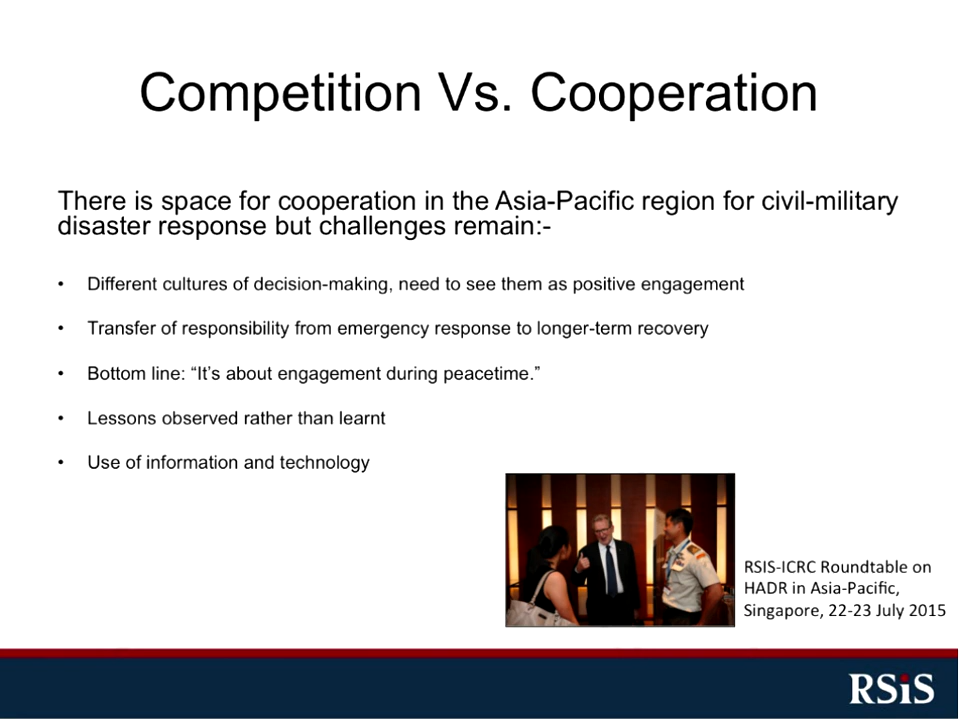 Competition Vs. Cooperation
There is space for cooperation in the Asia-Pacific region for civil-military
disaster response but challenges remain:-
• Different cultures of decision-making, need to see them as positive engagement
• Transfer of responsibility from emergency response to longer-term recovery
• Bottom line: “It’s about engagement during peacetime.”
• Lessons observed rather than learnt
• Use of information and technology
RSIS-ICRC Roundtable on
HADR in Asia-Pacific,
Singapore, 22-23 July 2015
RSiS